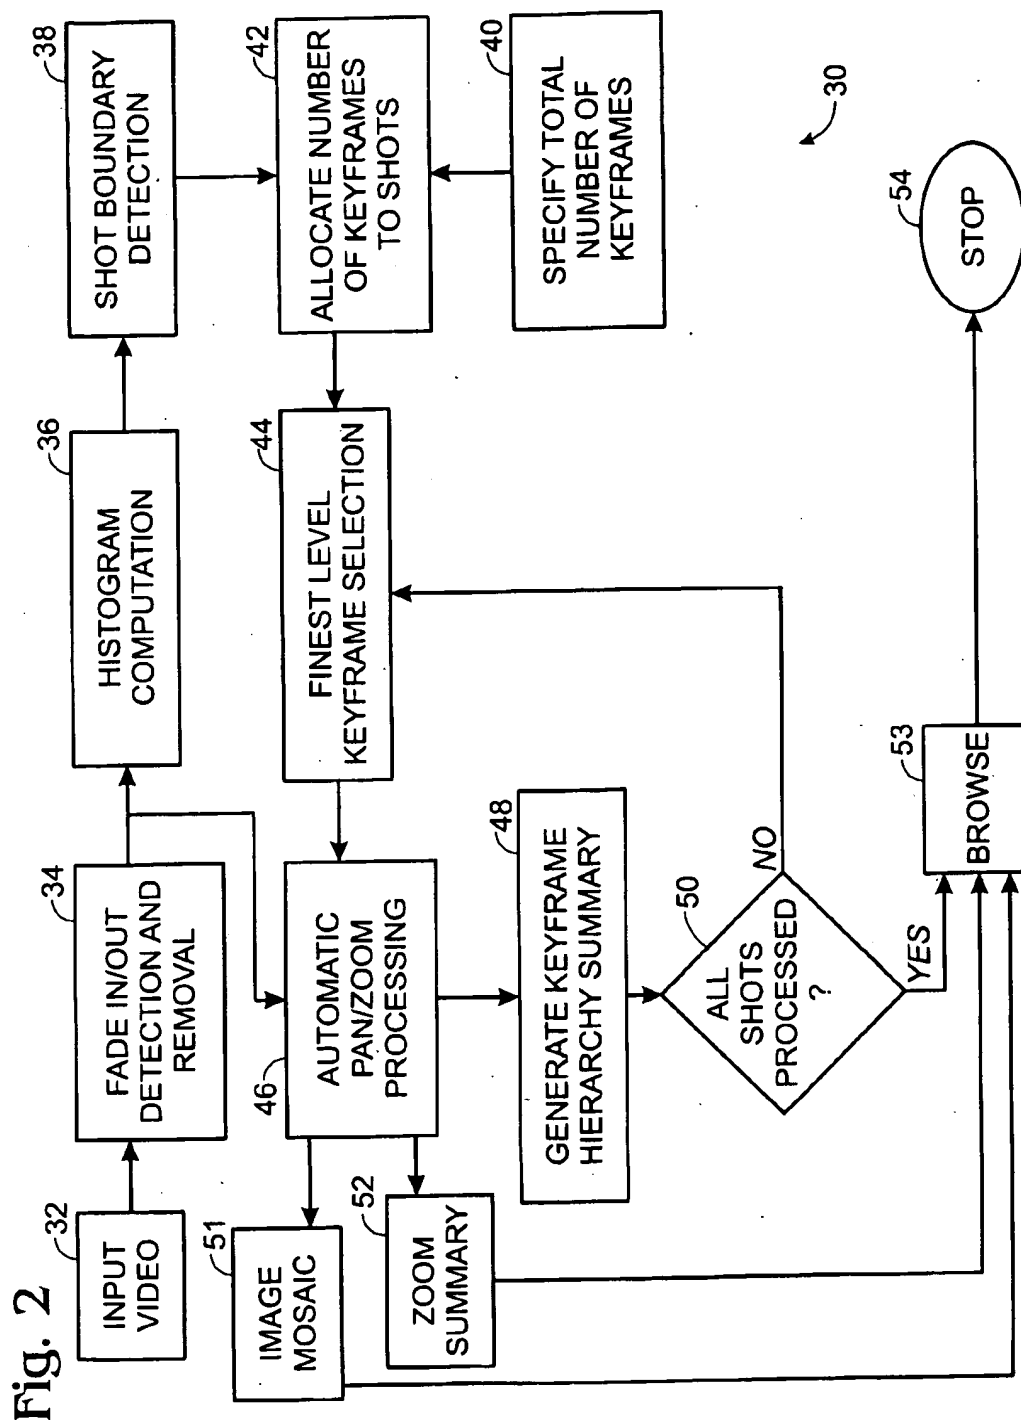 Fig. 2
32
INPUT
VIDEO
34
FADE IN/OUT
DETECTION AND
REMOVAL
36
HISTOGRAM
COMPUTATION
38
SHOT BOUNDARY
DETECTION
51
IMAGE
MOSAIC
46
AUTOMATIC
PAN/ZOOM
PROCESSING
44
FINEST LEVEL
KEYFRAME SELECTION
42
ALLOCATE NUMBER
OF KEYFRAMES
TO SHOTS
52
ZOOM
SUMMARY
48
GENERATE KEYFRAME
HIERARCHY SUMMARY
40
SPECIFY TOTAL
NUMBER OF
KEYFRAMES
50
ALL
SHOTS
PROCESSED
?
NO
YES
30
53
BROWSE
54
STOP